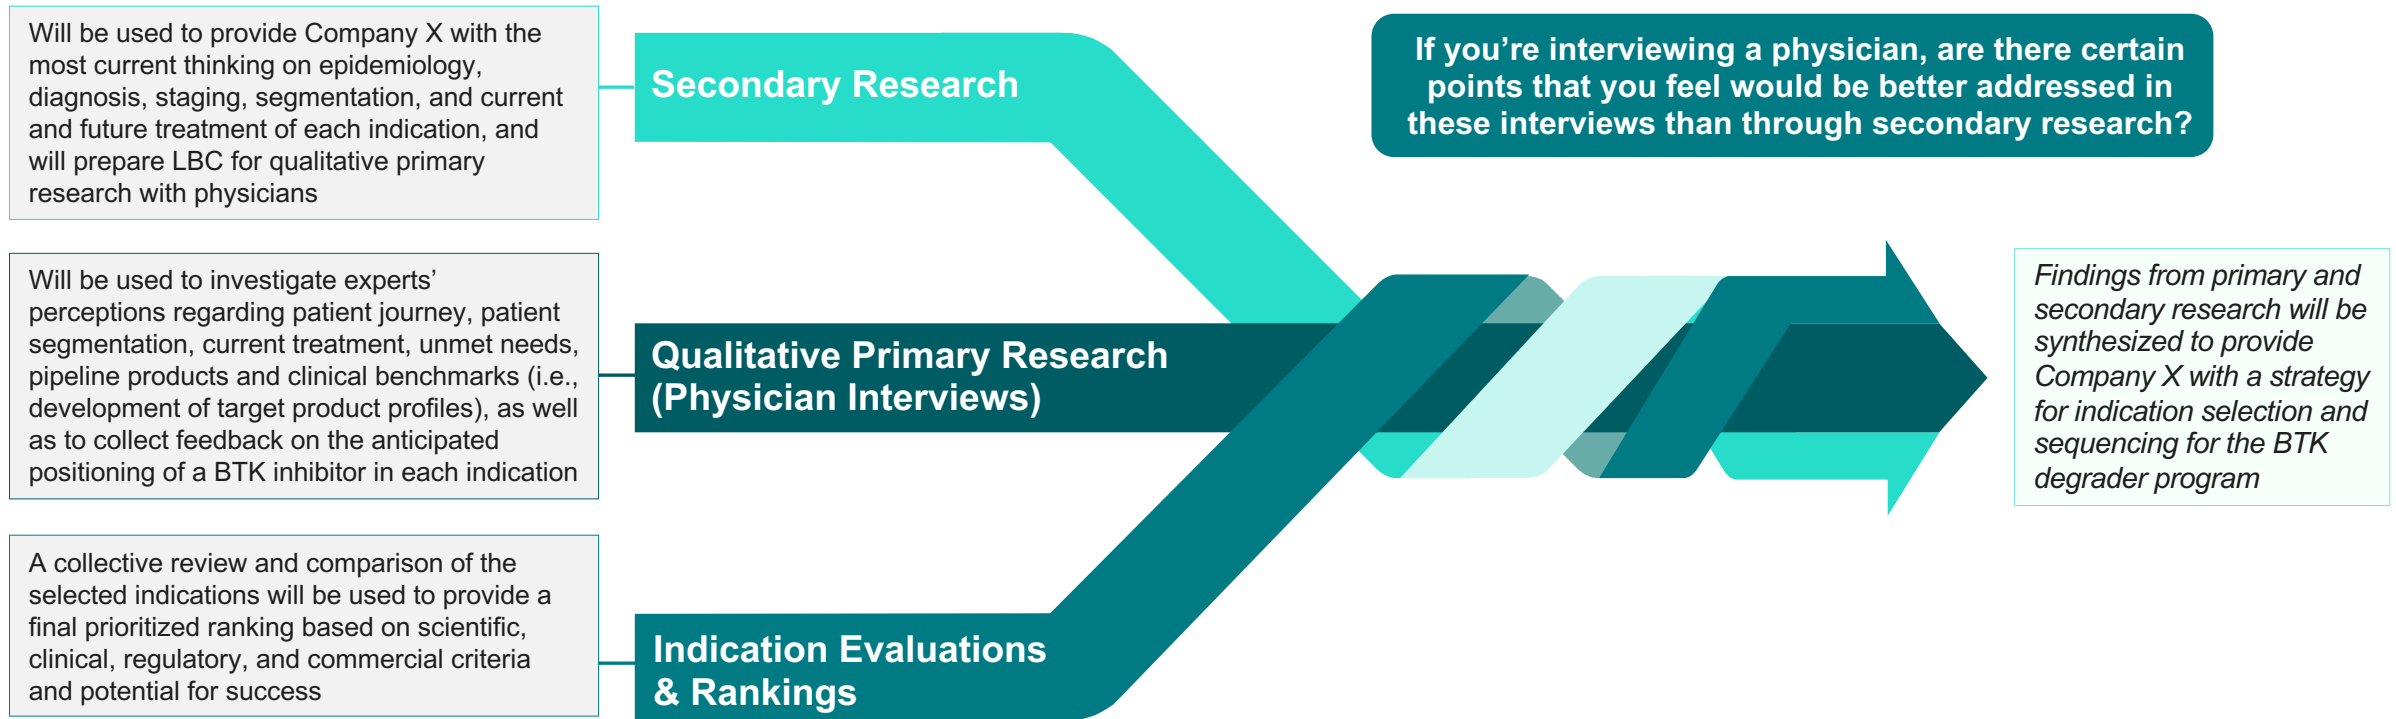 Will be used to provide Company X with the
most current thinking on epidemiology,
diagnosis, staging, segmentation, and current
and future treatment of each indication, and
will prepare LBC for qualitative primary
research with physicians
Secondary Research
If you’re interviewing a physician, are there certain
points that you feel would be better addressed in
these interviews than through secondary research?
Will be used to investigate experts’
perceptions regarding patient journey, patient
segmentation, current treatment, unmet needs,
pipeline products and clinical benchmarks (i.e.,
development of target product profiles), as well
as to collect feedback on the anticipated
positioning of a BTK inhibitor in each indication
Qualitative Primary Research
(Physician Interviews)
Findings from primary and
secondary research will be
synthesized to provide
Company X with a strategy
for indication selection and
sequencing for the BTK
degrader program
A collective review and comparison of the
selected indications will be used to provide a
final prioritized ranking based on scientific,
clinical, regulatory, and commercial criteria
and potential for success
Indication Evaluations
& Rankings